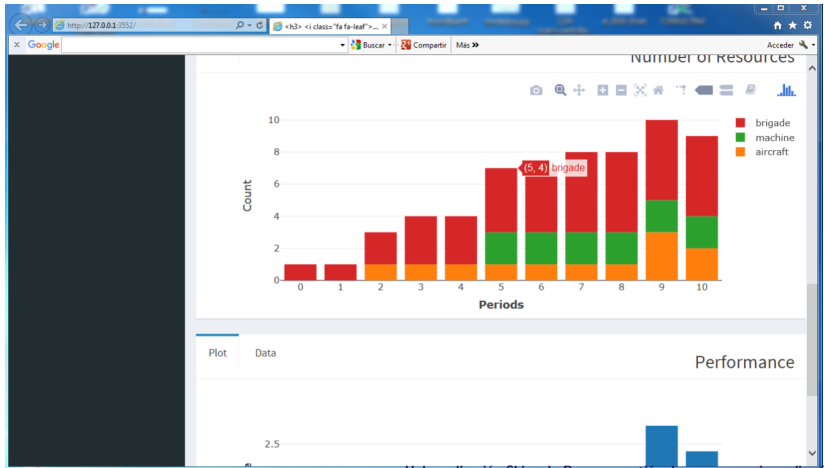 http://127.0.0.1:3552/
<h3> <i class="fa fa-leaf">...
x Google Buscar Compartir Más » Acceder
Number of Resources
10
8
6
4
2
0
Count
(5, 4) brigade
brigade
machine
aircraft
0 1 2 3 4 5 6 7 8 9 10
Periods
Plot Data
Performance
2.5